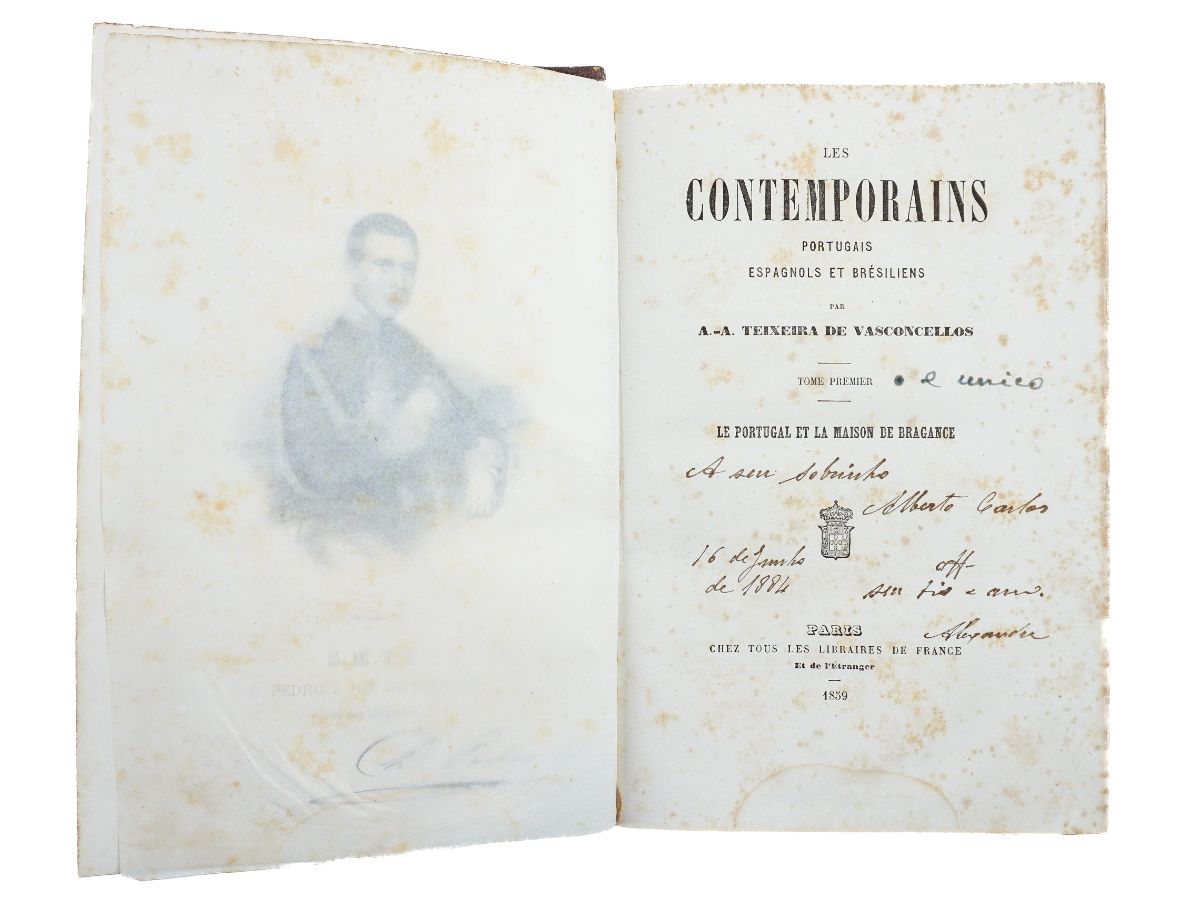 PEDRO V
LES
CONTEMPORAINS
PORTUGAIS
ESPAGNOLS ET BRÉSILIENS
PAR
A.-A. TEIXEIRA DE VASCONCELLOS
TOME PREMIER • e unico
LE PORTUGAL ET LA MAISON DE BRAGANCE
A seu sobrinho
Alberto Carlos
16 de Junho
de 1884
aff.
seu tio e am.
Alexandre
PARIS
CHEZ TOUS LES LIBRAIRES DE FRANCE
Et de l'Étranger
1859